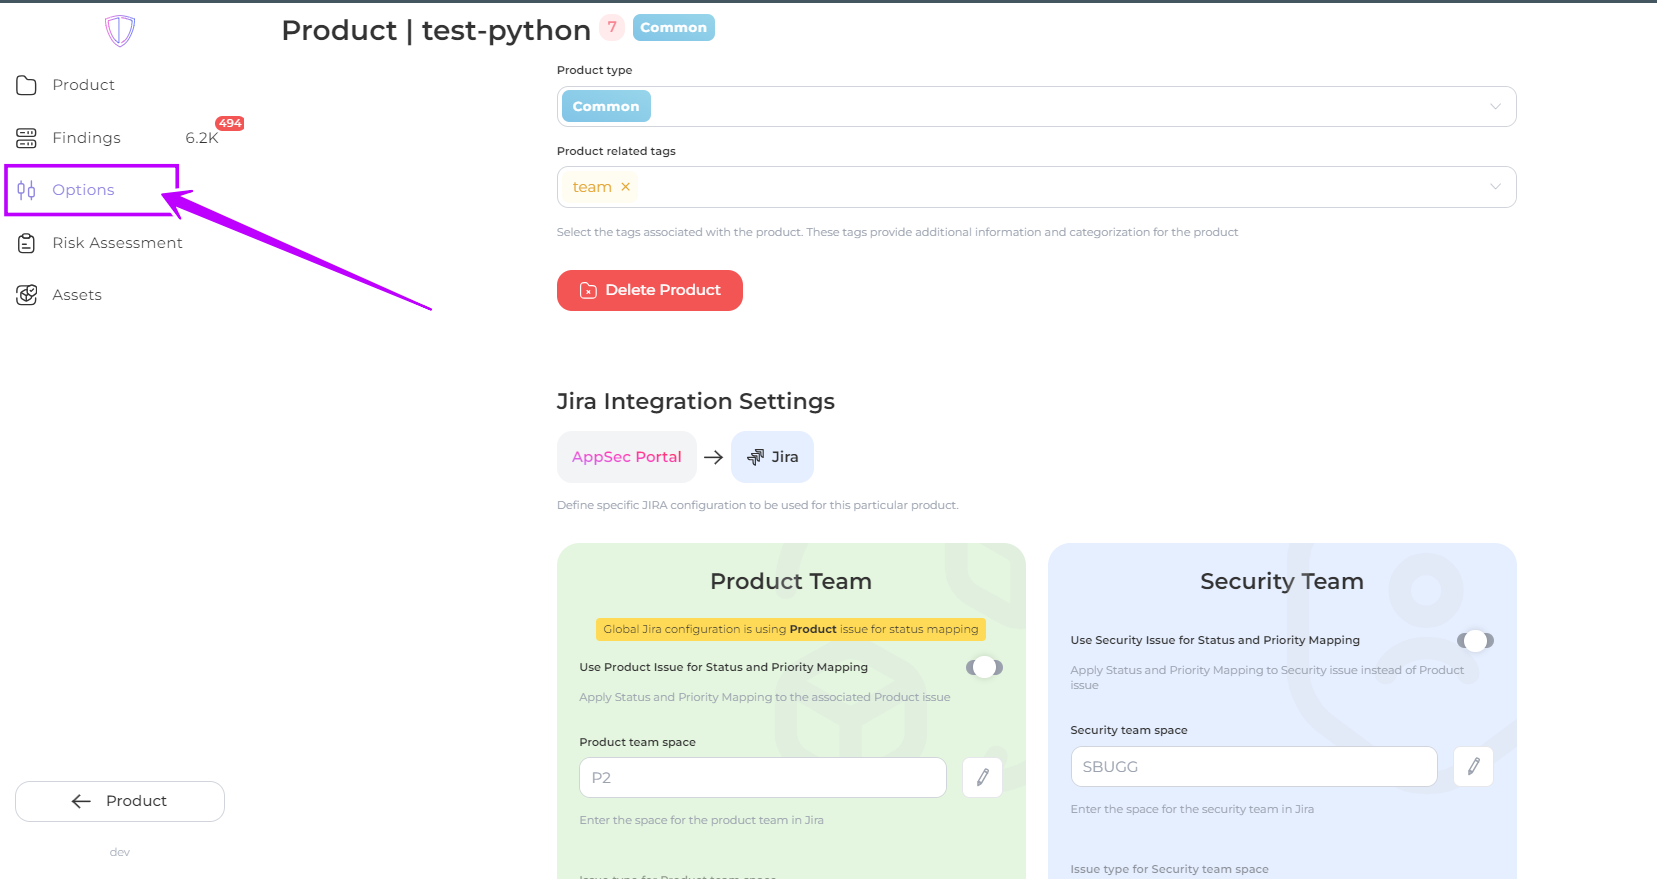 Product | test-python 7 Common
Product
Findings 6.2K 494
Options
Risk Assessment
Assets
Product
dev
Product type
Common
Product related tags
team ×
Select the tags associated with the product. These tags provide additional information and categorization for the product
Delete Product
Jira Integration Settings
AppSec Portal → Jira
Define specific JIRA configuration to be used for this particular product.
Product Team
Global Jira configuration is using Product issue for status mapping
Use Product Issue for Status and Priority Mapping
Apply Status and Priority Mapping to the associated Product issue
Product team space
P2
Enter the space for the product team in Jira
Issue type for Product team space
Security Team
Use Security Issue for Status and Priority Mapping
Apply Status and Priority Mapping to Security issue instead of Product
issue
Security team space
SBUGG
Enter the space for the security team in Jira
Issue type for Security team space